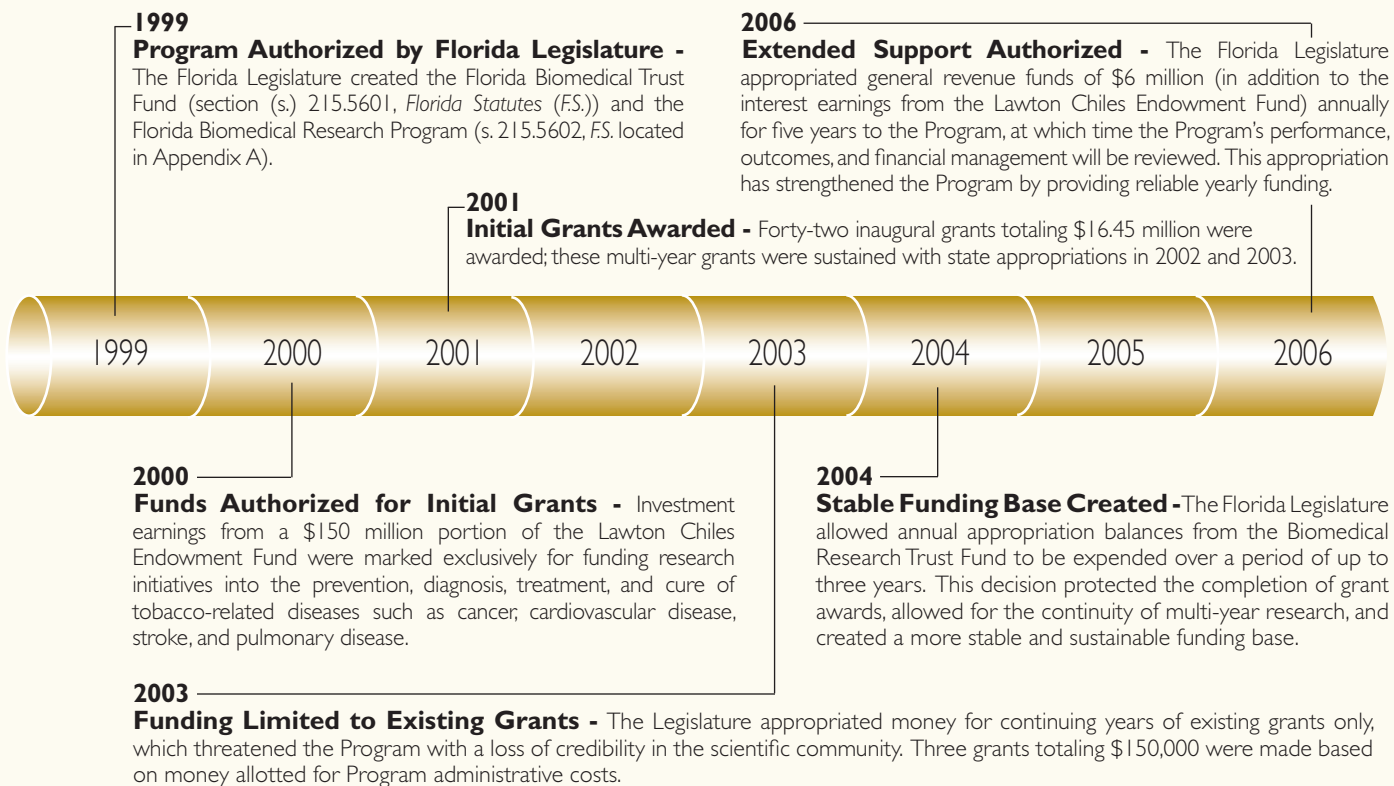 1999
Program Authorized by Florida Legislature -
The Florida Legislature created the Florida Biomedical Trust
Fund (section (s.) 215.5601, Florida Statutes (F.S.)) and the
Florida Biomedical Research Program (s. 215.5602, F.S. located
in Appendix A).
2006
Extended Support Authorized - The Florida Legislature
appropriated general revenue funds of $6 million (in addition to the
interest earnings from the Lawton Chiles Endowment Fund) annually
for five years to the Program, at which time the Program's performance,
outcomes, and financial management will be reviewed. This appropriation
has strengthened the Program by providing reliable yearly funding.
2001
Initial Grants Awarded - Forty-two inaugural grants totaling $16.45 million were
awarded; these multi-year grants were sustained with state appropriations in 2002 and 2003.
1999 2000 2001 2002 2003 2004 2005 2006
2000
Funds Authorized for Initial Grants - Investment
earnings from a $150 million portion of the Lawton Chiles
Endowment Fund were marked exclusively for funding research
initiatives into the prevention, diagnosis, treatment, and cure of
tobacco-related diseases such as cancer, cardiovascular disease,
stroke, and pulmonary disease.
2004
Stable Funding Base Created - The Florida Legislature
allowed annual appropriation balances from the Biomedical
Research Trust Fund to be expended over a period of up to
three years. This decision protected the completion of grant
awards, allowed for the continuity of multi-year research, and
created a more stable and sustainable funding base.
2003
Funding Limited to Existing Grants - The Legislature appropriated money for continuing years of existing grants only,
which threatened the Program with a loss of credibility in the scientific community. Three grants totaling $150,000 were made based
on money allotted for Program administrative costs.